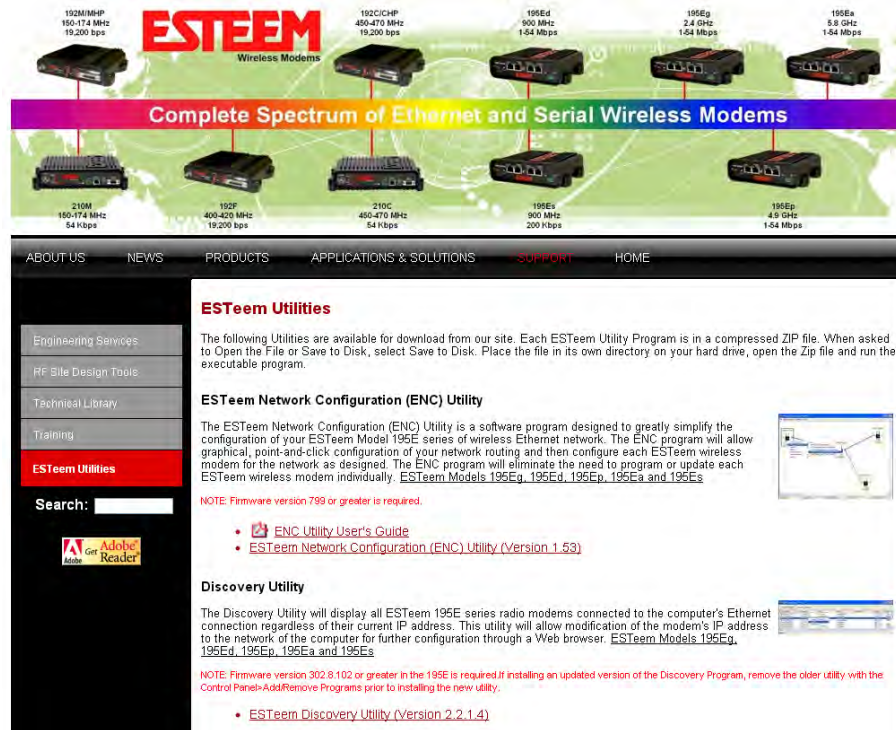 192M/MHP
150-174 MHz
19,200 bps
ESTEEM
Wireless Modems
192C/CHP
450-470 MHz
19,200 bps
195Ed
900 MHz
1-54 Mbps
195Eg
2.4 GHz
1-54 Mbps
195Ea
5.8 GHz
1-54 Mbps
Complete Spectrum of Ethernet and Serial Wireless Modems
210M
150-174 MHz
54 Kbps
192F
400-420 MHz
19,200 bps
210C
450-470 MHz
54 Kbps
195Es
900 MHz
200 Kbps
195Ep
4.9 GHz
1-54 Mbps
ABOUT US NEWS PRODUCTS APPLICATIONS & SOLUTIONS SUPPORT HOME
Engineering Services
RF Site Design Tools
Technical Library
Training
ESTeem Utilities
Search:
Adobe Get Adobe® Reader®
ESTeem Utilities
The following Utilities are available for download from our site. Each ESTeem Utility Program is in a compressed ZIP file. When asked
to Open the File or Save to Disk, select Save to Disk. Place the file in its own directory on your hard drive, open the Zip file and run the
executable program.
ESTeem Network Configuration (ENC) Utility
The ESTeem Network Configuration (ENC) Utility is a software program designed to greatly simplify the
configuration of your ESTeem Model 195E series of wireless Ethernet network. The ENC program will allow
graphical, point-and-click configuration of your network routing and then configure each ESTeem wireless
modem for the network as designed. The ENC program will eliminate the need to program or update each
ESTeem wireless modem individually. ESTeem Models 195Eg, 195Ed, 195Ep, 195Ea and 195Es
NOTE: Firmware version 799 or greater is required.
• ENC Utility User's Guide
• ESTeem Network Configuration (ENC) Utility (Version 1.53)
Discovery Utility
The Discovery Utility will display all ESTeem 195E series radio modems connected to the computer's Ethernet
connection regardless of their current IP address. This utility will allow modification of the modem's IP address
to the network of the computer for further configuration through a Web browser. ESTeem Models 195Eg,
195Ed, 195Ep, 195Ea and 195Es
NOTE: Firmware version 302.8.102 or greater in the 195E is required.If installing an updated version of the Discovery Program, remove the older utility with the
Control Panel>Add/Remove Programs prior to installing the new utility.
• ESTeem Discovery Utility (Version 2.2.1.4)